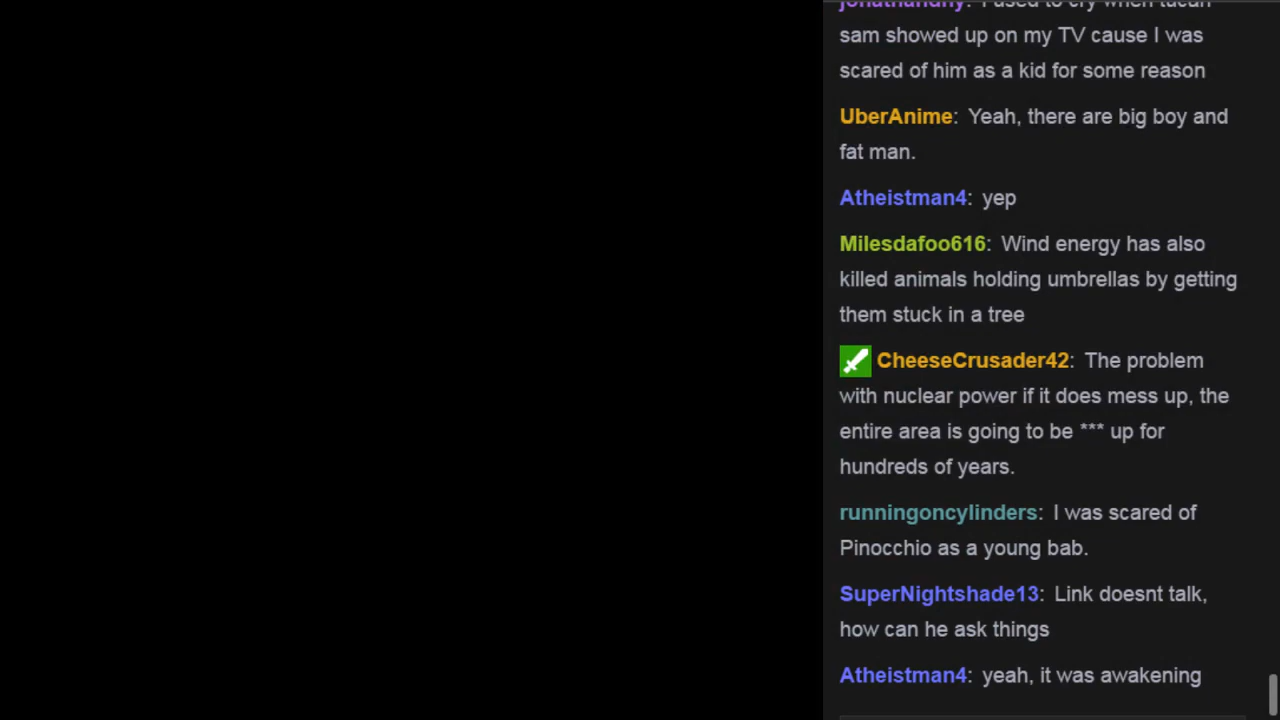 sam showed up on my TV cause I was
scared of him as a kid for some reason
UberAnime: Yeah, there are big boy and
fat man.
Atheistman4: yep
Milesdafoo616: Wind energy has also
killed animals holding umbrellas by getting
them stuck in a tree
CheeseCrusader42: The problem
with nuclear power if it does mess up, the
entire area is going to be *** up for
hundreds of years.
runningoncylinders: I was scared of
Pinocchio as a young bab.
SuperNightshade13: Link doesnt talk,
how can he ask things
Atheistman4: yeah, it was awakening